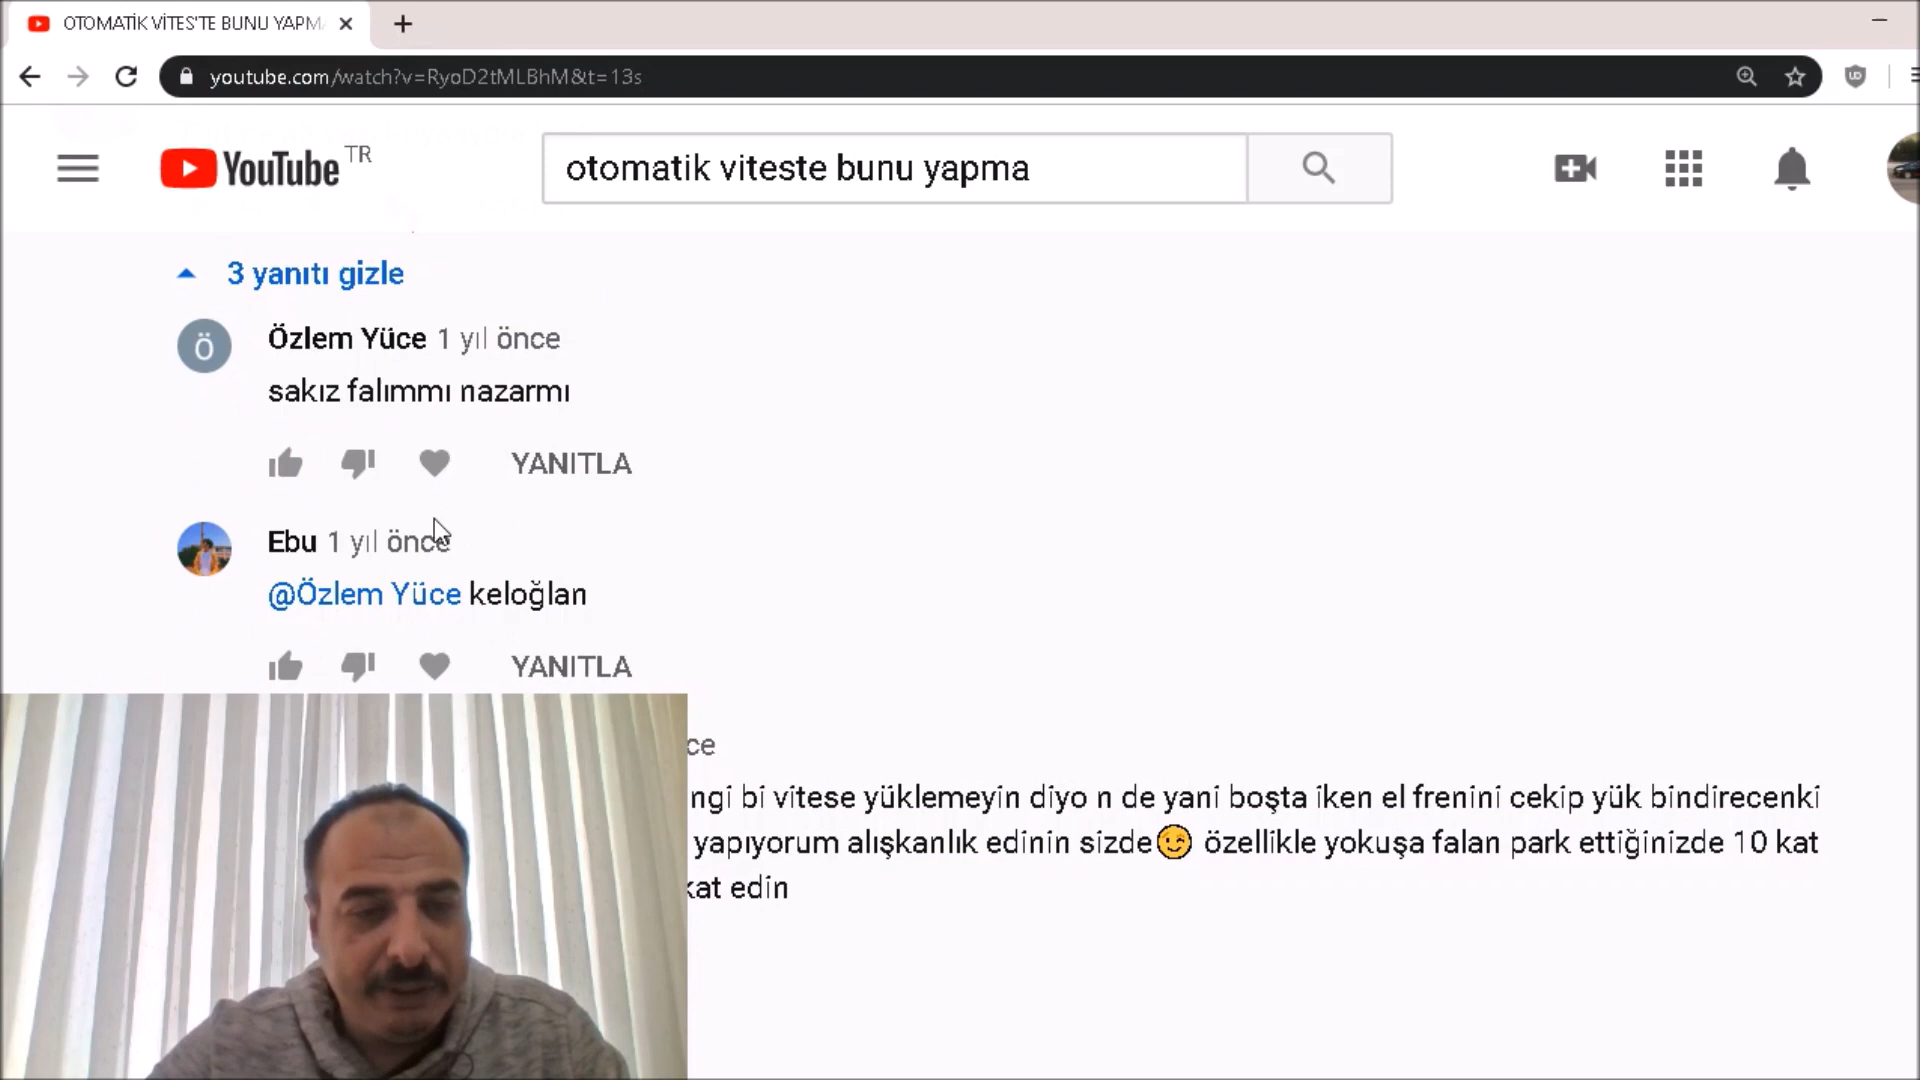 OTOMATİK VİTES'TE BUNU YAPM
youtube.com/watch?v=RyoD2tMLBhM&t=13s
YouTube TR
otomatik viteste bunu yapma
3 yanıtı gizle
Ö
Özlem Yüce 1 yıl önce
sakız falımmı nazarmı
YANITLA
Ebu 1 yıl önce
@Özlem Yüce keloğlan
YANITLA
ce
ngi bi vitese yüklemeyin diyo n de yani boşta iken el frenini cekip yük bindirecenki
yapıyorum alışkanlık edinin sizde😉 özellikle yokuşa falan park ettiğinizde 10 kat
kat edin